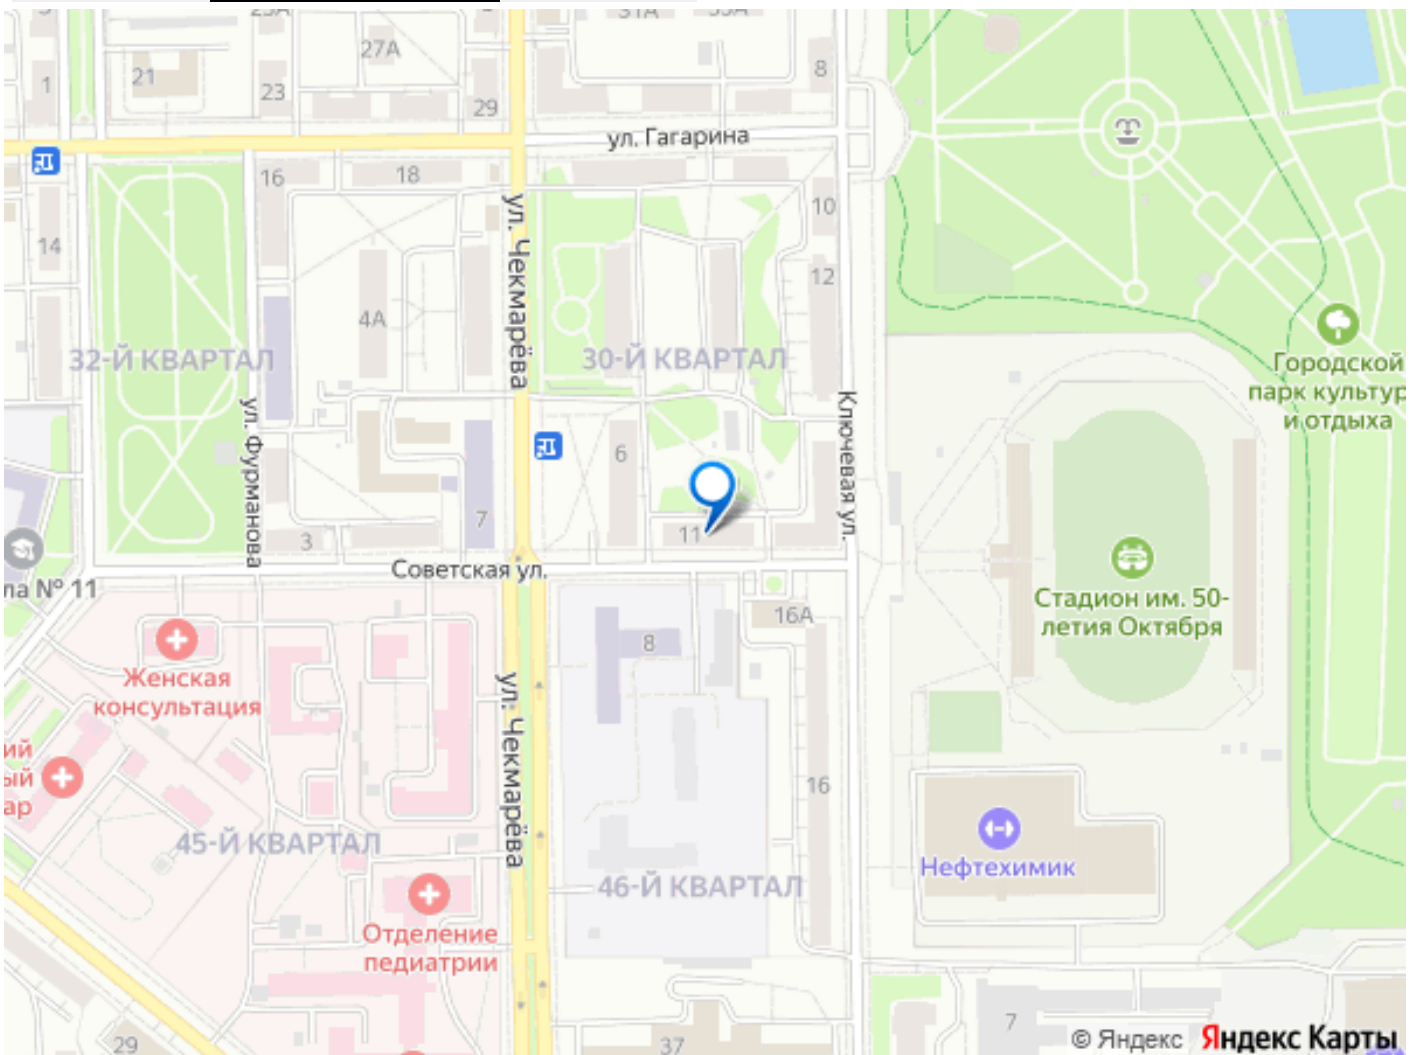 27А
8
1
21
23
29
ул. Гагарина
16
18
10
14
ул. Чекмарёва
12
4А
32-Й КВАРТАЛ
30-Й КВАРТАЛ
Городской
парк культур
и отдыха
ул. Фурманова
Ключевая ул.
6
7
11
3
Советская ул.
ла № 11
Стадион им. 50-
летия Октября
16А
8
Женская
консультация
ул. Чекмарёва
ий
ый
ар
16
45-Й КВАРТАЛ
46-Й КВАРТАЛ
Нефтехимик
Отделение
педиатрии
7
29
37
© Яндекс Яндекс Карты